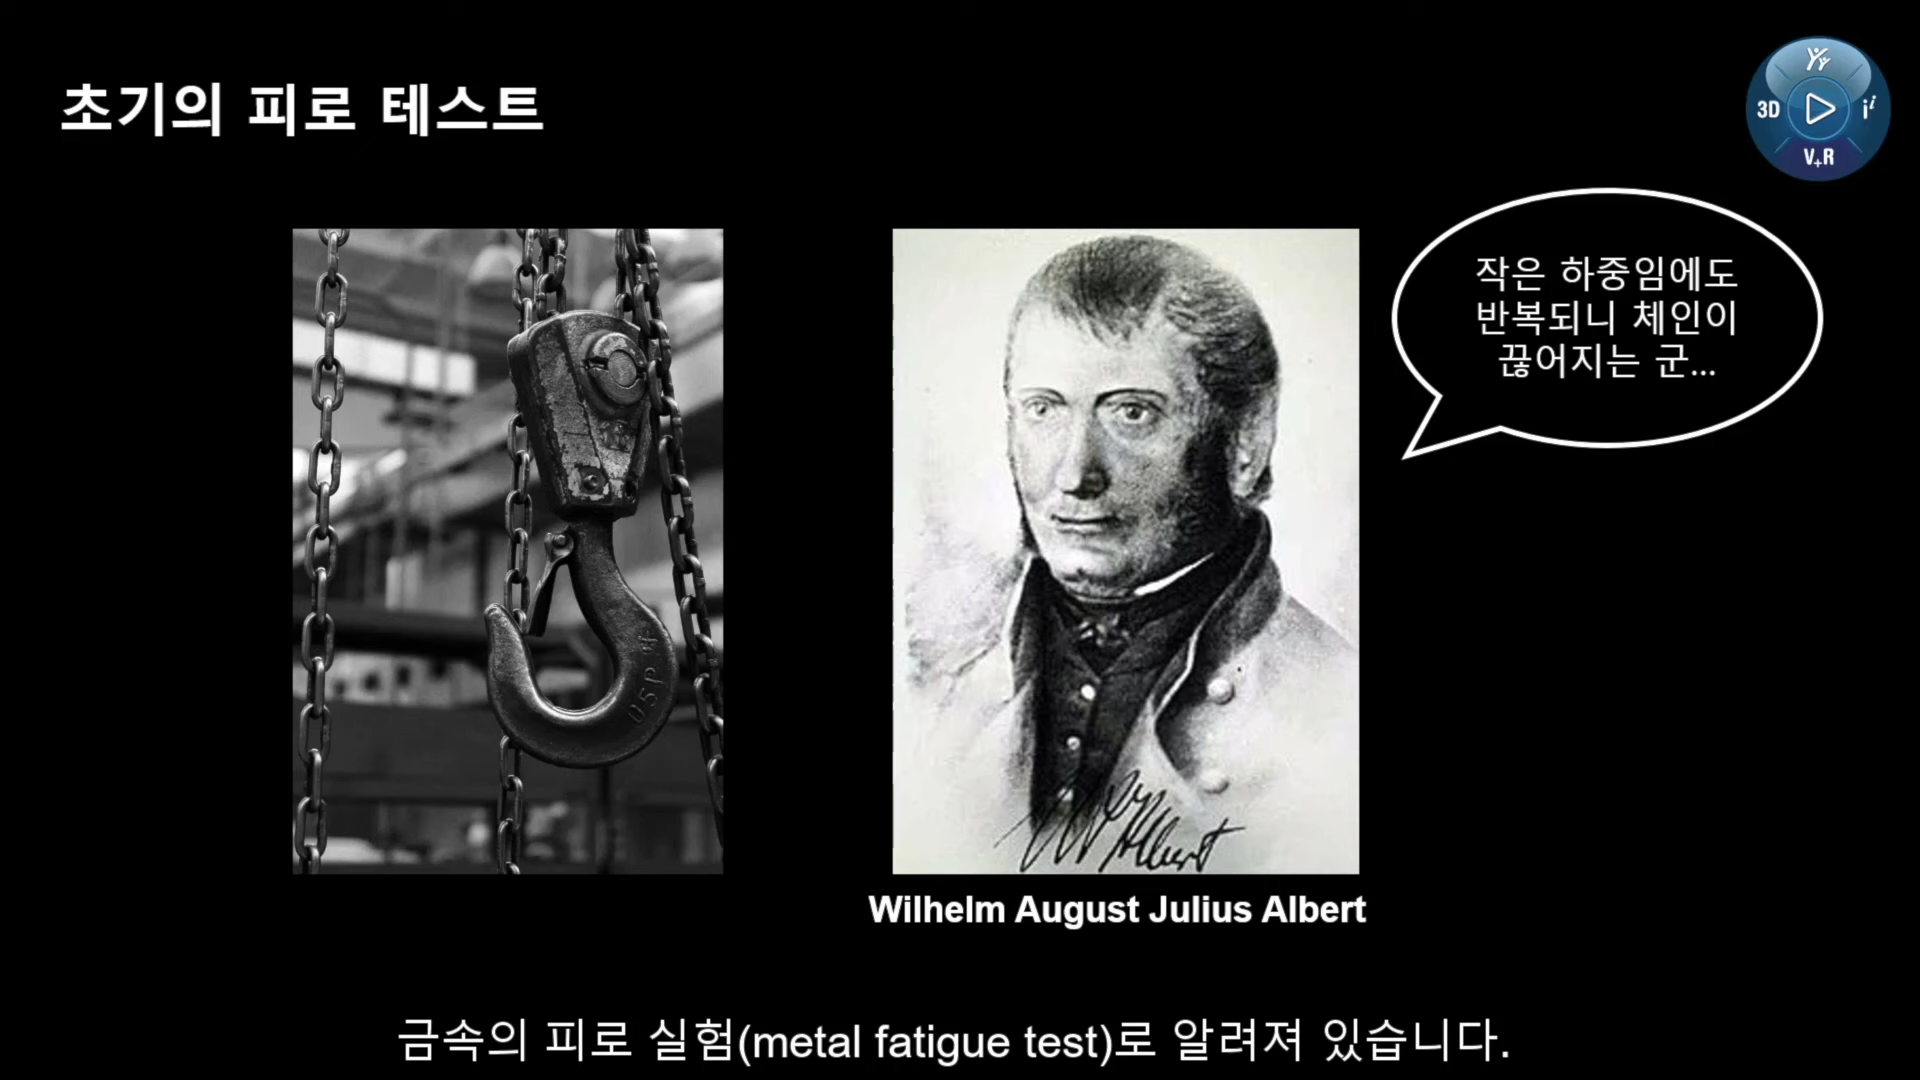 초기의 피로 테스트
3D
V+R
작은 하중임에도
반복되니 체인이
끊어지는 군...
05P
Albert
Wilhelm August Julius Albert
금속의 피로 실험(metal fatigue test)로 알려져 있습니다.